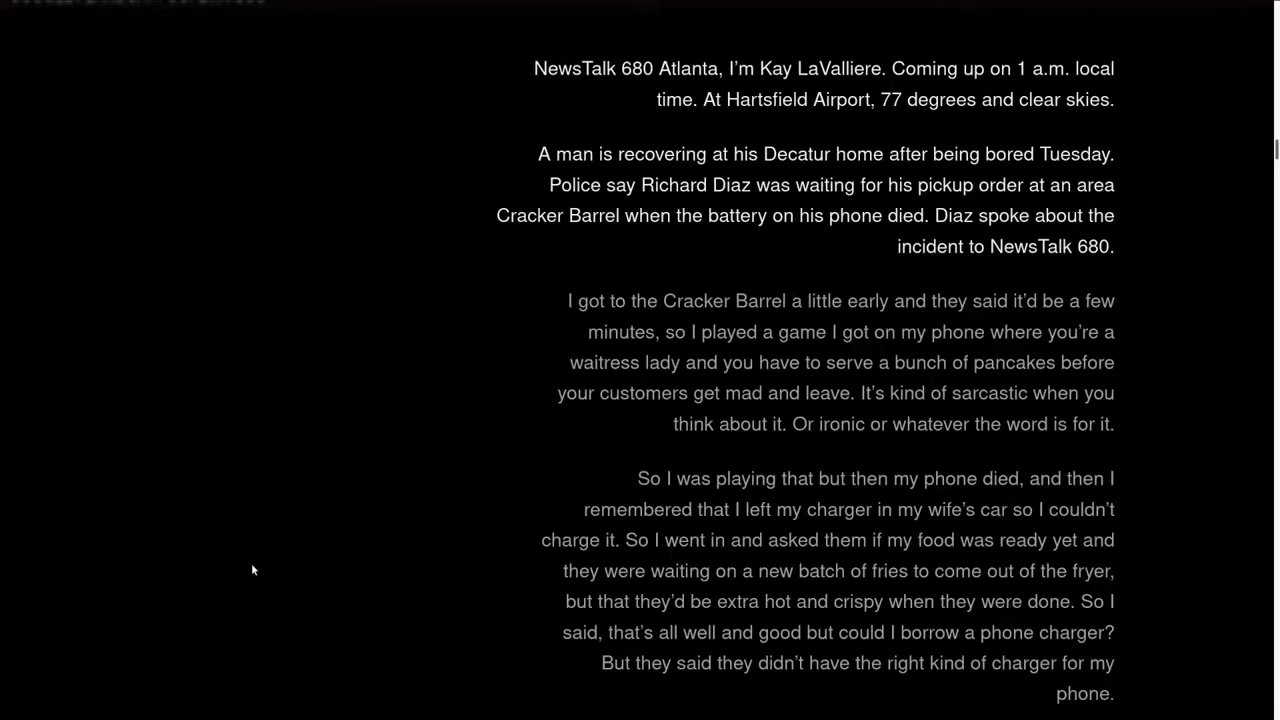 NewsTalk 680 Atlanta, I’m Kay LaValliere. Coming up on 1 a.m. local
time. At Hartsfield Airport, 77 degrees and clear skies.
A man is recovering at his Decatur home after being bored Tuesday.
Police say Richard Diaz was waiting for his pickup order at an area
Cracker Barrel when the battery on his phone died. Diaz spoke about the
incident to NewsTalk 680.
I got to the Cracker Barrel a little early and they said it’d be a few
minutes, so I played a game I got on my phone where you’re a
waitress lady and you have to serve a bunch of pancakes before
your customers get mad and leave. It’s kind of sarcastic when you
think about it. Or ironic or whatever the word is for it.
So I was playing that but then my phone died, and then I
remembered that I left my charger in my wife’s car so I couldn’t
charge it. So I went in and asked them if my food was ready yet and
they were waiting on a new batch of fries to come out of the fryer,
but that they’d be extra hot and crispy when they were done. So I
said, that’s all well and good but could I borrow a phone charger?
But they said they didn’t have the right kind of charger for my
phone.